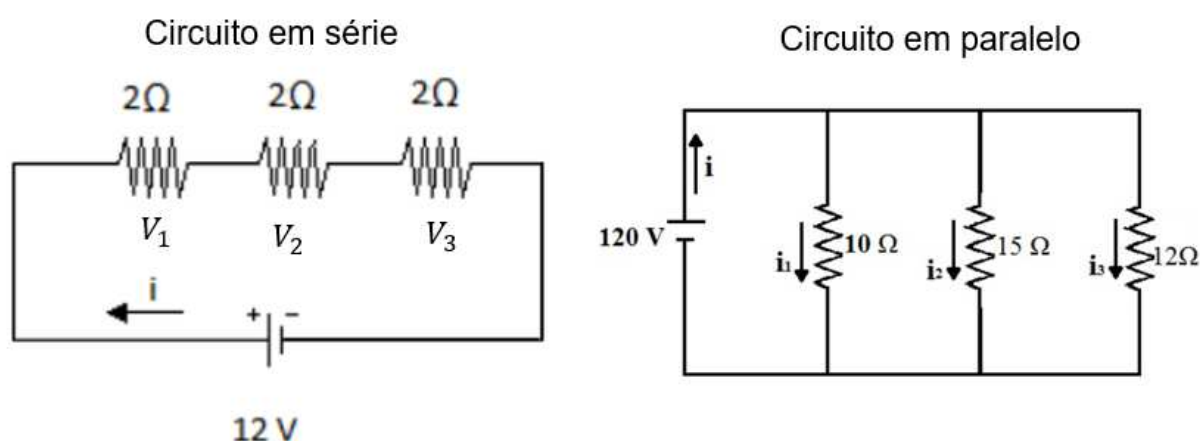 Circuito em série
2Ω 2Ω 2Ω
V₁ V₂ V₃
i
+ −
12 V
Circuito em paralelo
i
120 V
i₁ 10 Ω i₂ 15 Ω i₃ 12Ω